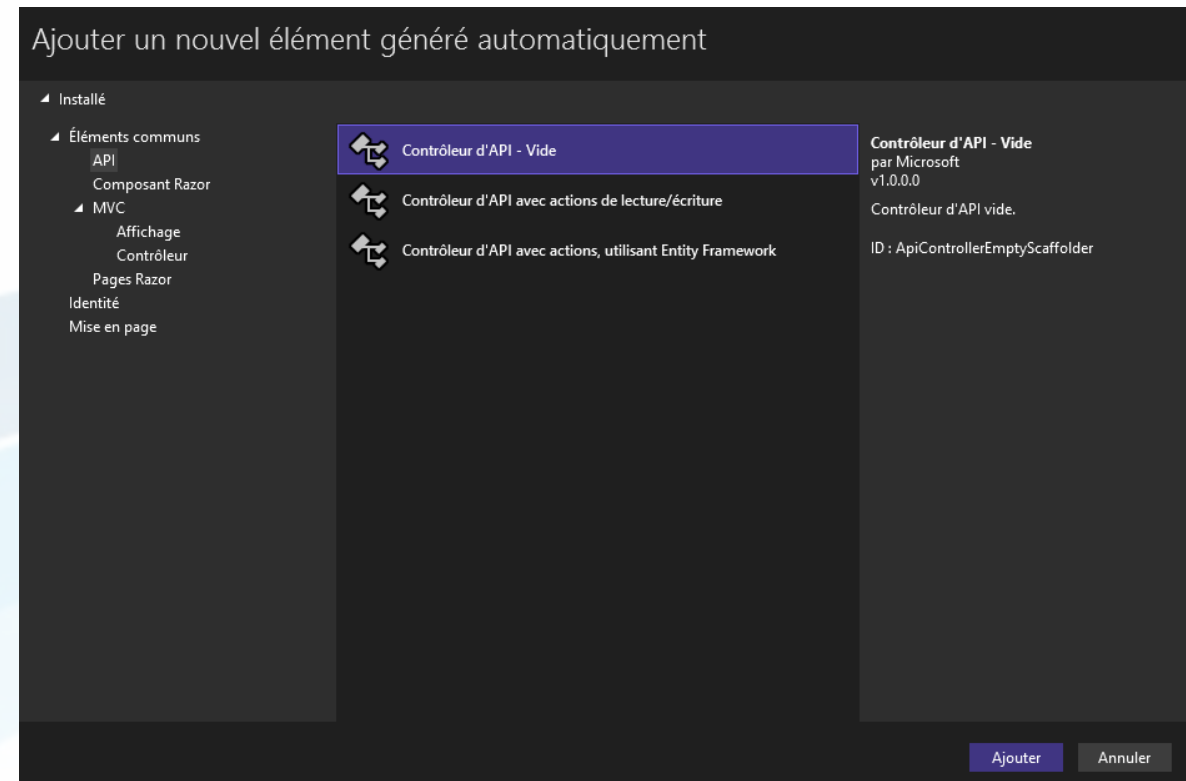 Ajouter un nouvel élément généré automatiquement
Installé
Éléments communs
API
Composant Razor
MVC
Affichage
Contrôleur
Pages Razor
Identité
Mise en page
Contrôleur d'API - Vide
Contrôleur d'API avec actions de lecture/écriture
Contrôleur d'API avec actions, utilisant Entity Framework
Contrôleur d'API - Vide
par Microsoft
v1.0.0.0
Contrôleur d'API vide.
ID : ApiControllerEmptyScaffolder
Ajouter
Annuler